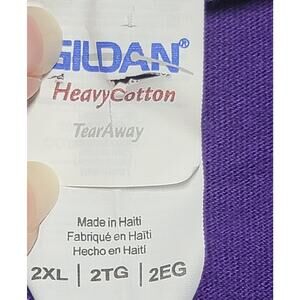 GILDAN®
HeavyCotton
TearAway
Made in Haiti
Fabriqué en Haïti
Hecho en Haití
2XL | 2TG | 2EG